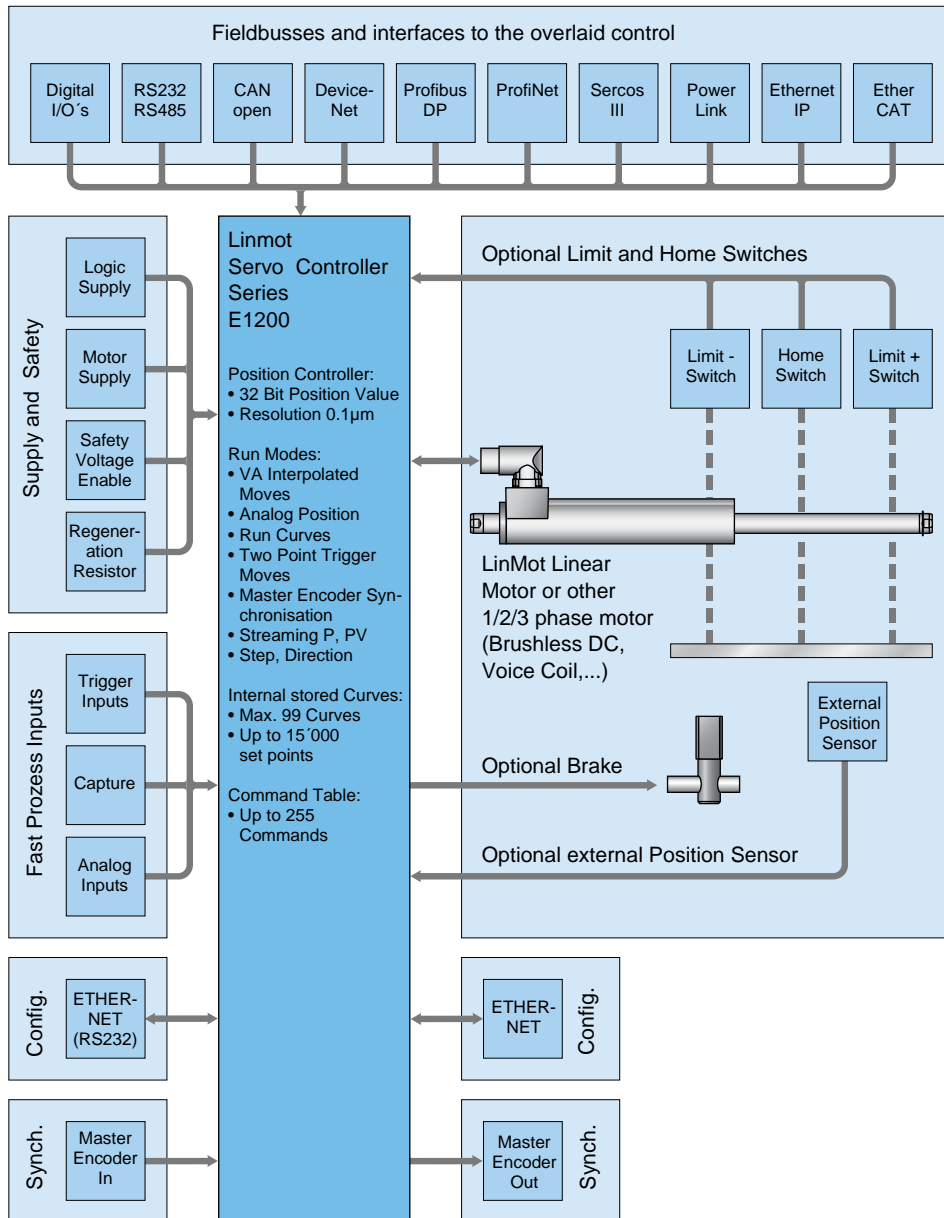 Fieldbusses and interfaces to the overlaid control
Digital
I/O´s
RS232
RS485
CAN
open
Device-
Net
Profibus
DP
ProfiNet
Sercos
III
Power
Link
Ethernet
IP
Ether
CAT
Supply and Safety
Logic
Supply
Motor
Supply
Safety
Voltage
Enable
Regener-
ation
Resistor
Fast Prozess Inputs
Trigger
Inputs
Capture
Analog
Inputs
Config.
ETHER-
NET
(RS232)
Synch.
Master
Encoder
In
Linmot
Servo Controller
Series
E1200
Position Controller:
• 32 Bit Position Value
• Resolution 0.1µm
Run Modes:
• VA Interpolated
Moves
• Analog Position
• Run Curves
• Two Point Trigger
Moves
• Master Encoder Syn-
chronisation
• Streaming P, PV
• Step, Direction
Internal stored Curves:
• Max. 99 Curves
• Up to 15´000
set points
Command Table:
• Up to 255
Commands
Optional Limit and Home Switches
Limit -
Switch
Home
Switch
Limit +
Switch
LinMot Linear
Motor or other
1/2/3 phase motor
(Brushless DC,
Voice Coil,...)
External
Position
Sensor
Optional Brake
Optional external Position Sensor
ETHER-
NET
Config.
Master
Encoder
Out
Synch.